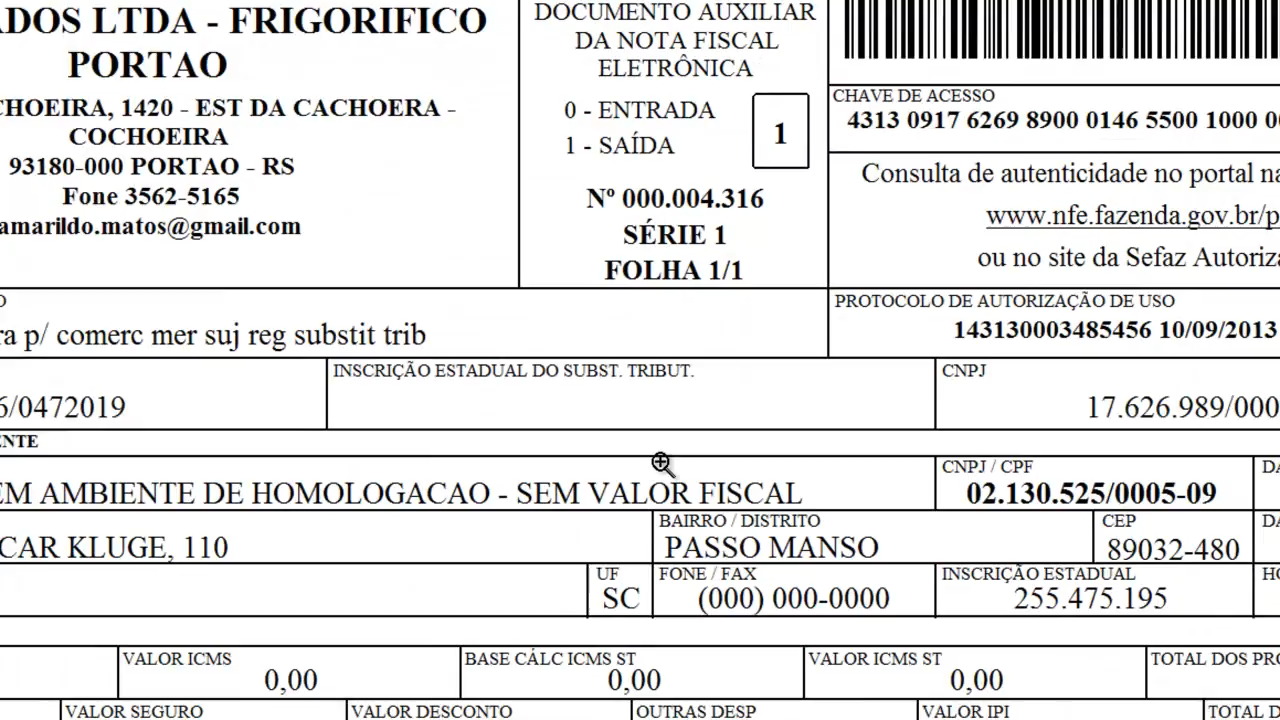 ADOS LTDA - FRIGORIFICO
PORTAO
CHOEIRA, 1420 - EST DA CACHOERA -
COCHOEIRA
93180-000 PORTAO - RS
Fone 3562-5165
amarildo.matos@gmail.com
DOCUMENTO AUXILIAR
DA NOTA FISCAL
ELETRÔNICA
0 - ENTRADA
1 - SAÍDA
1
Nº 000.004.316
SÉRIE 1
FOLHA 1/1
CHAVE DE ACESSO
4313 0917 6269 8900 0146 5500 1000 00
Consulta de autenticidade no portal na
www.nfe.fazenda.gov.br/p
ou no site da Sefaz Autoriza
ra p/ comerc mer suj reg substit trib
PROTOCOLO DE AUTORIZAÇÃO DE USO
143130003485456 10/09/2013
6/0472019
INSCRIÇÃO ESTADUAL DO SUBST. TRIBUT.
CNPJ
17.626.989/000
ENTE
EM AMBIENTE DE HOMOLOGACAO - SEM VALOR FISCAL
CNPJ / CPF
02.130.525/0005-09
DA
CAR KLUGE, 110
BAIRRO / DISTRITO
PASSO MANSO
CEP
89032-480
DA
UF
SC
FONE / FAX
(000) 000-0000
INSCRIÇÃO ESTADUAL
255.475.195
HO
VALOR ICMS
0,00
BASE CÁLC ICMS ST
0,00
VALOR ICMS ST
0,00
TOTAL DOS PRO
VALOR SEGURO
VALOR DESCONTO
OUTRAS DESP
VALOR IPI
TOTAL D